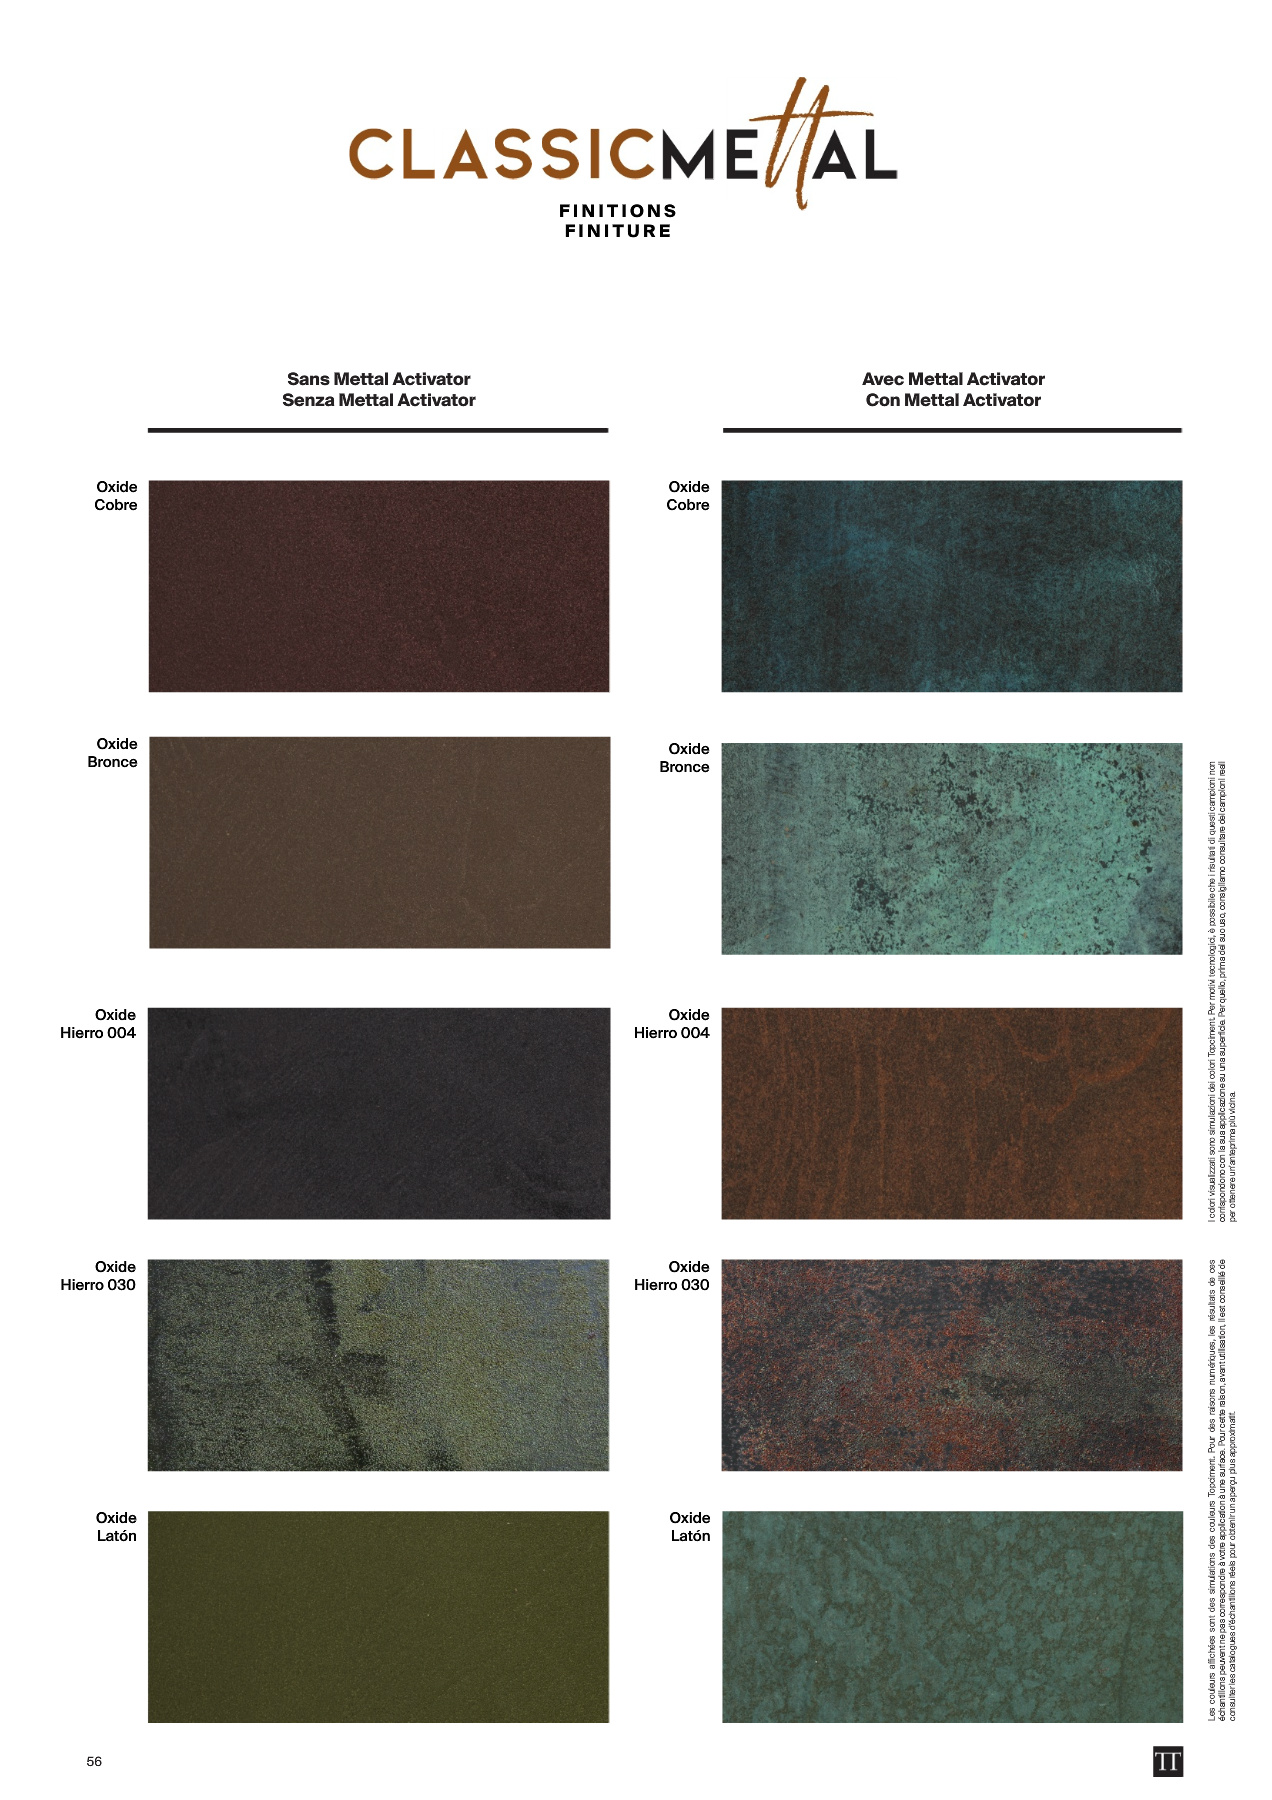 CLASSICMETTAL
FINITIONS
FINITURE
Sans Mettal Activator
Senza Mettal Activator
Avec Mettal Activator
Con Mettal Activator
Oxide
Cobre
Oxide
Cobre
Oxide
Bronce
Oxide
Bronce
Oxide
Hierro 004
Oxide
Hierro 004
Oxide
Hierro 030
Oxide
Hierro 030
Oxide
Latón
Oxide
Latón
I colori visualizzati sono simulazioni dei colori Topciment. Per motivi tecnologici, è possibile che i risultati di questi campioni non
corrispondono con la sua applicazione su una superficie. Per quello, prima del suo uso, consigliamo consultare dei campioni reali
per ottenere un'anteprima più vicina.
Les couleurs affichées sont des simulations des couleurs Topciment. Pour des raisons numériques, les résultats de ces
échantillons peuvent ne pas correspondre à votre application à une surface. Pour cette raison, avant utilisation, il est conseillé de
consulter les catalogues d'échantillons réels pour obtenir un aperçu plus approximatif.
56
TT